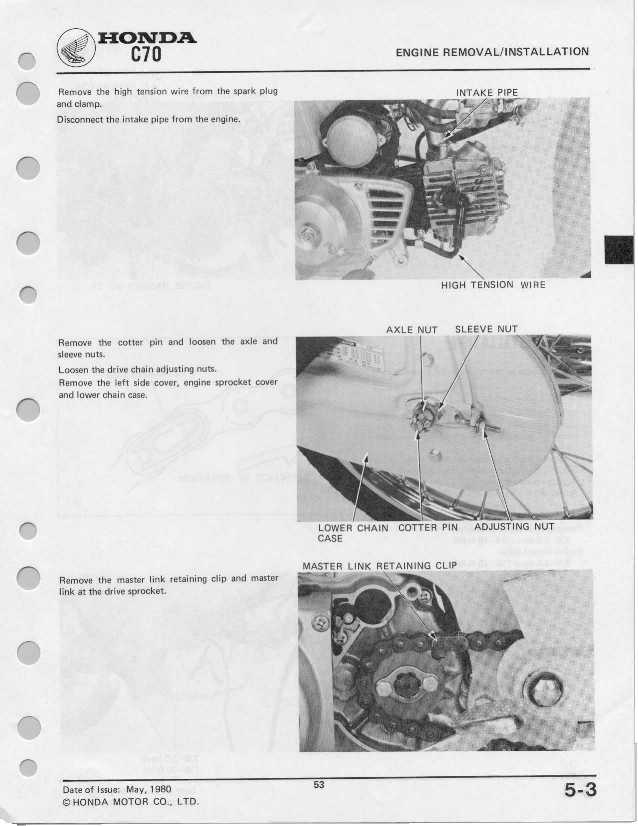 HONDA
C70
ENGINE REMOVAL/INSTALLATION
Remove the high tension wire from the spark plug
and clamp.
Disconnect the intake pipe from the engine.
INTAKE PIPE
HIGH TENSION WIRE
Remove the cotter pin and loosen the axle and
sleeve nuts.
Loosen the drive chain adjusting nuts.
Remove the left side cover, engine sprocket cover
and lower chain case.
AXLE NUT SLEEVE NUT
LOWER CHAIN COTTER PIN ADJUSTING NUT
CASE
Remove the master link retaining clip and master
link at the drive sprocket.
MASTER LINK RETAINING CLIP
Date of Issue: May, 1980
© HONDA MOTOR CO., LTD.
53
5-3